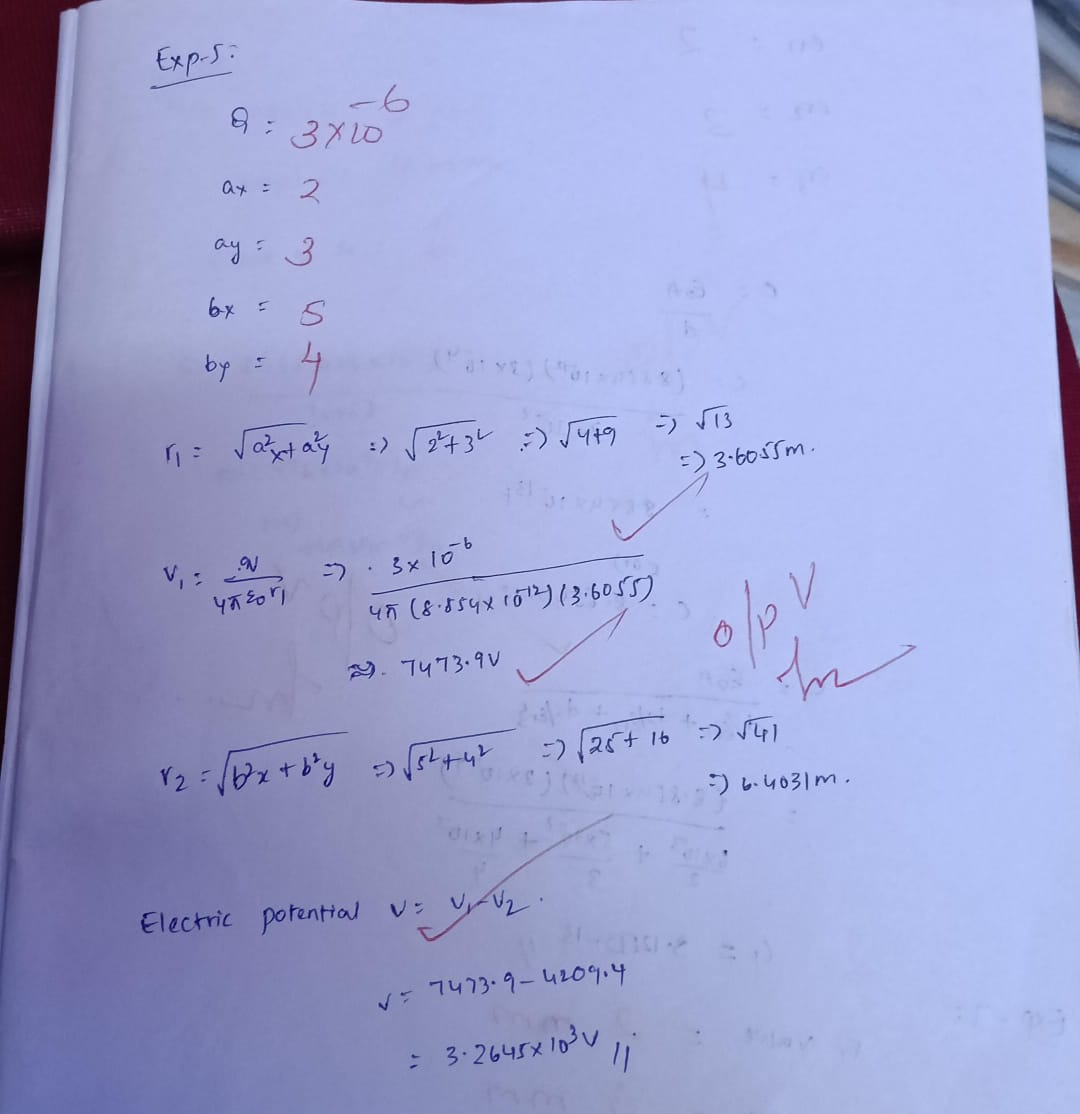 Exp-5:
Q = 3×10⁻⁶
ax = 2
ay = 3
bx = 5
by = 4
r₁ = √a²x+a²y => √2²+3² => √4+9 => √13
=> 3.6055m.
V₁ = Q/4πε₀r₁ => 3×10⁻⁶/4π(8.854×10⁻¹²)(3.6055)
≈ 7473.9V
o/p V
r₂ = √b²x+b²y => √5²+4² => √25+16 => √41
=> 6.4031m.
Electric potential V = V₁-V₂.
V = 7473.9-4209.4
= 3.2645×10³V //